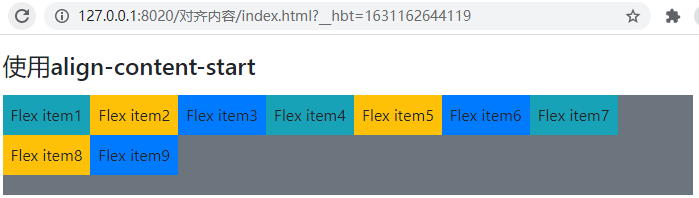 127.0.0.1:8020/对齐内容/index.html?__hbt=1631162644119
使用align-content-start
Flex item1 Flex item2 Flex item3 Flex item4 Flex item5 Flex item6 Flex item7
Flex item8 Flex item9